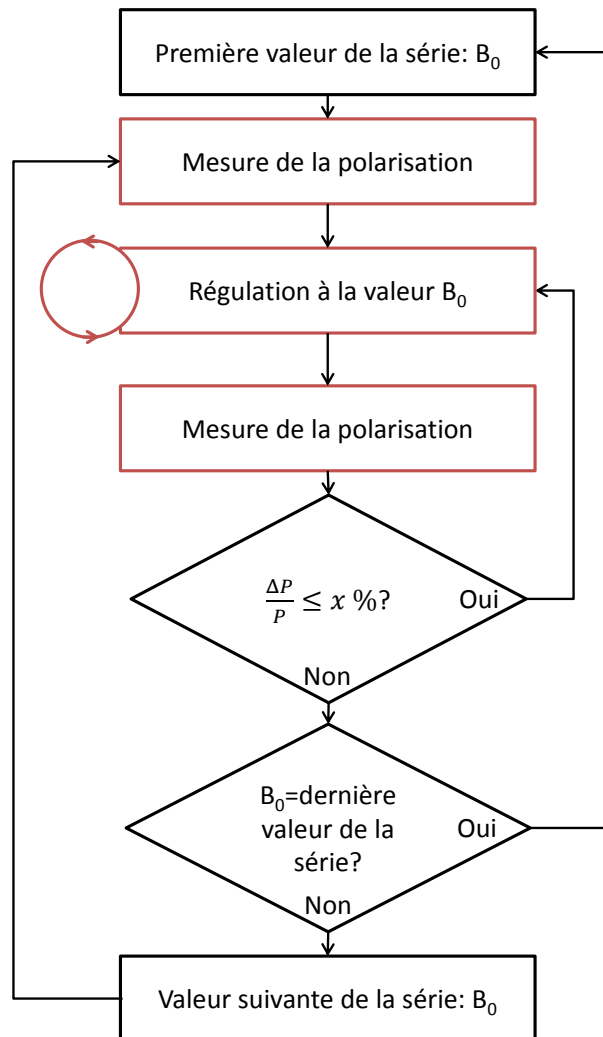 Première valeur de la série: B₀
Mesure de la polarisation
Régulation à la valeur B₀
Mesure de la polarisation
ΔP/P ≤ x %?
Oui
Non
B₀=dernière
valeur de la
série?
Oui
Non
Valeur suivante de la série: B₀